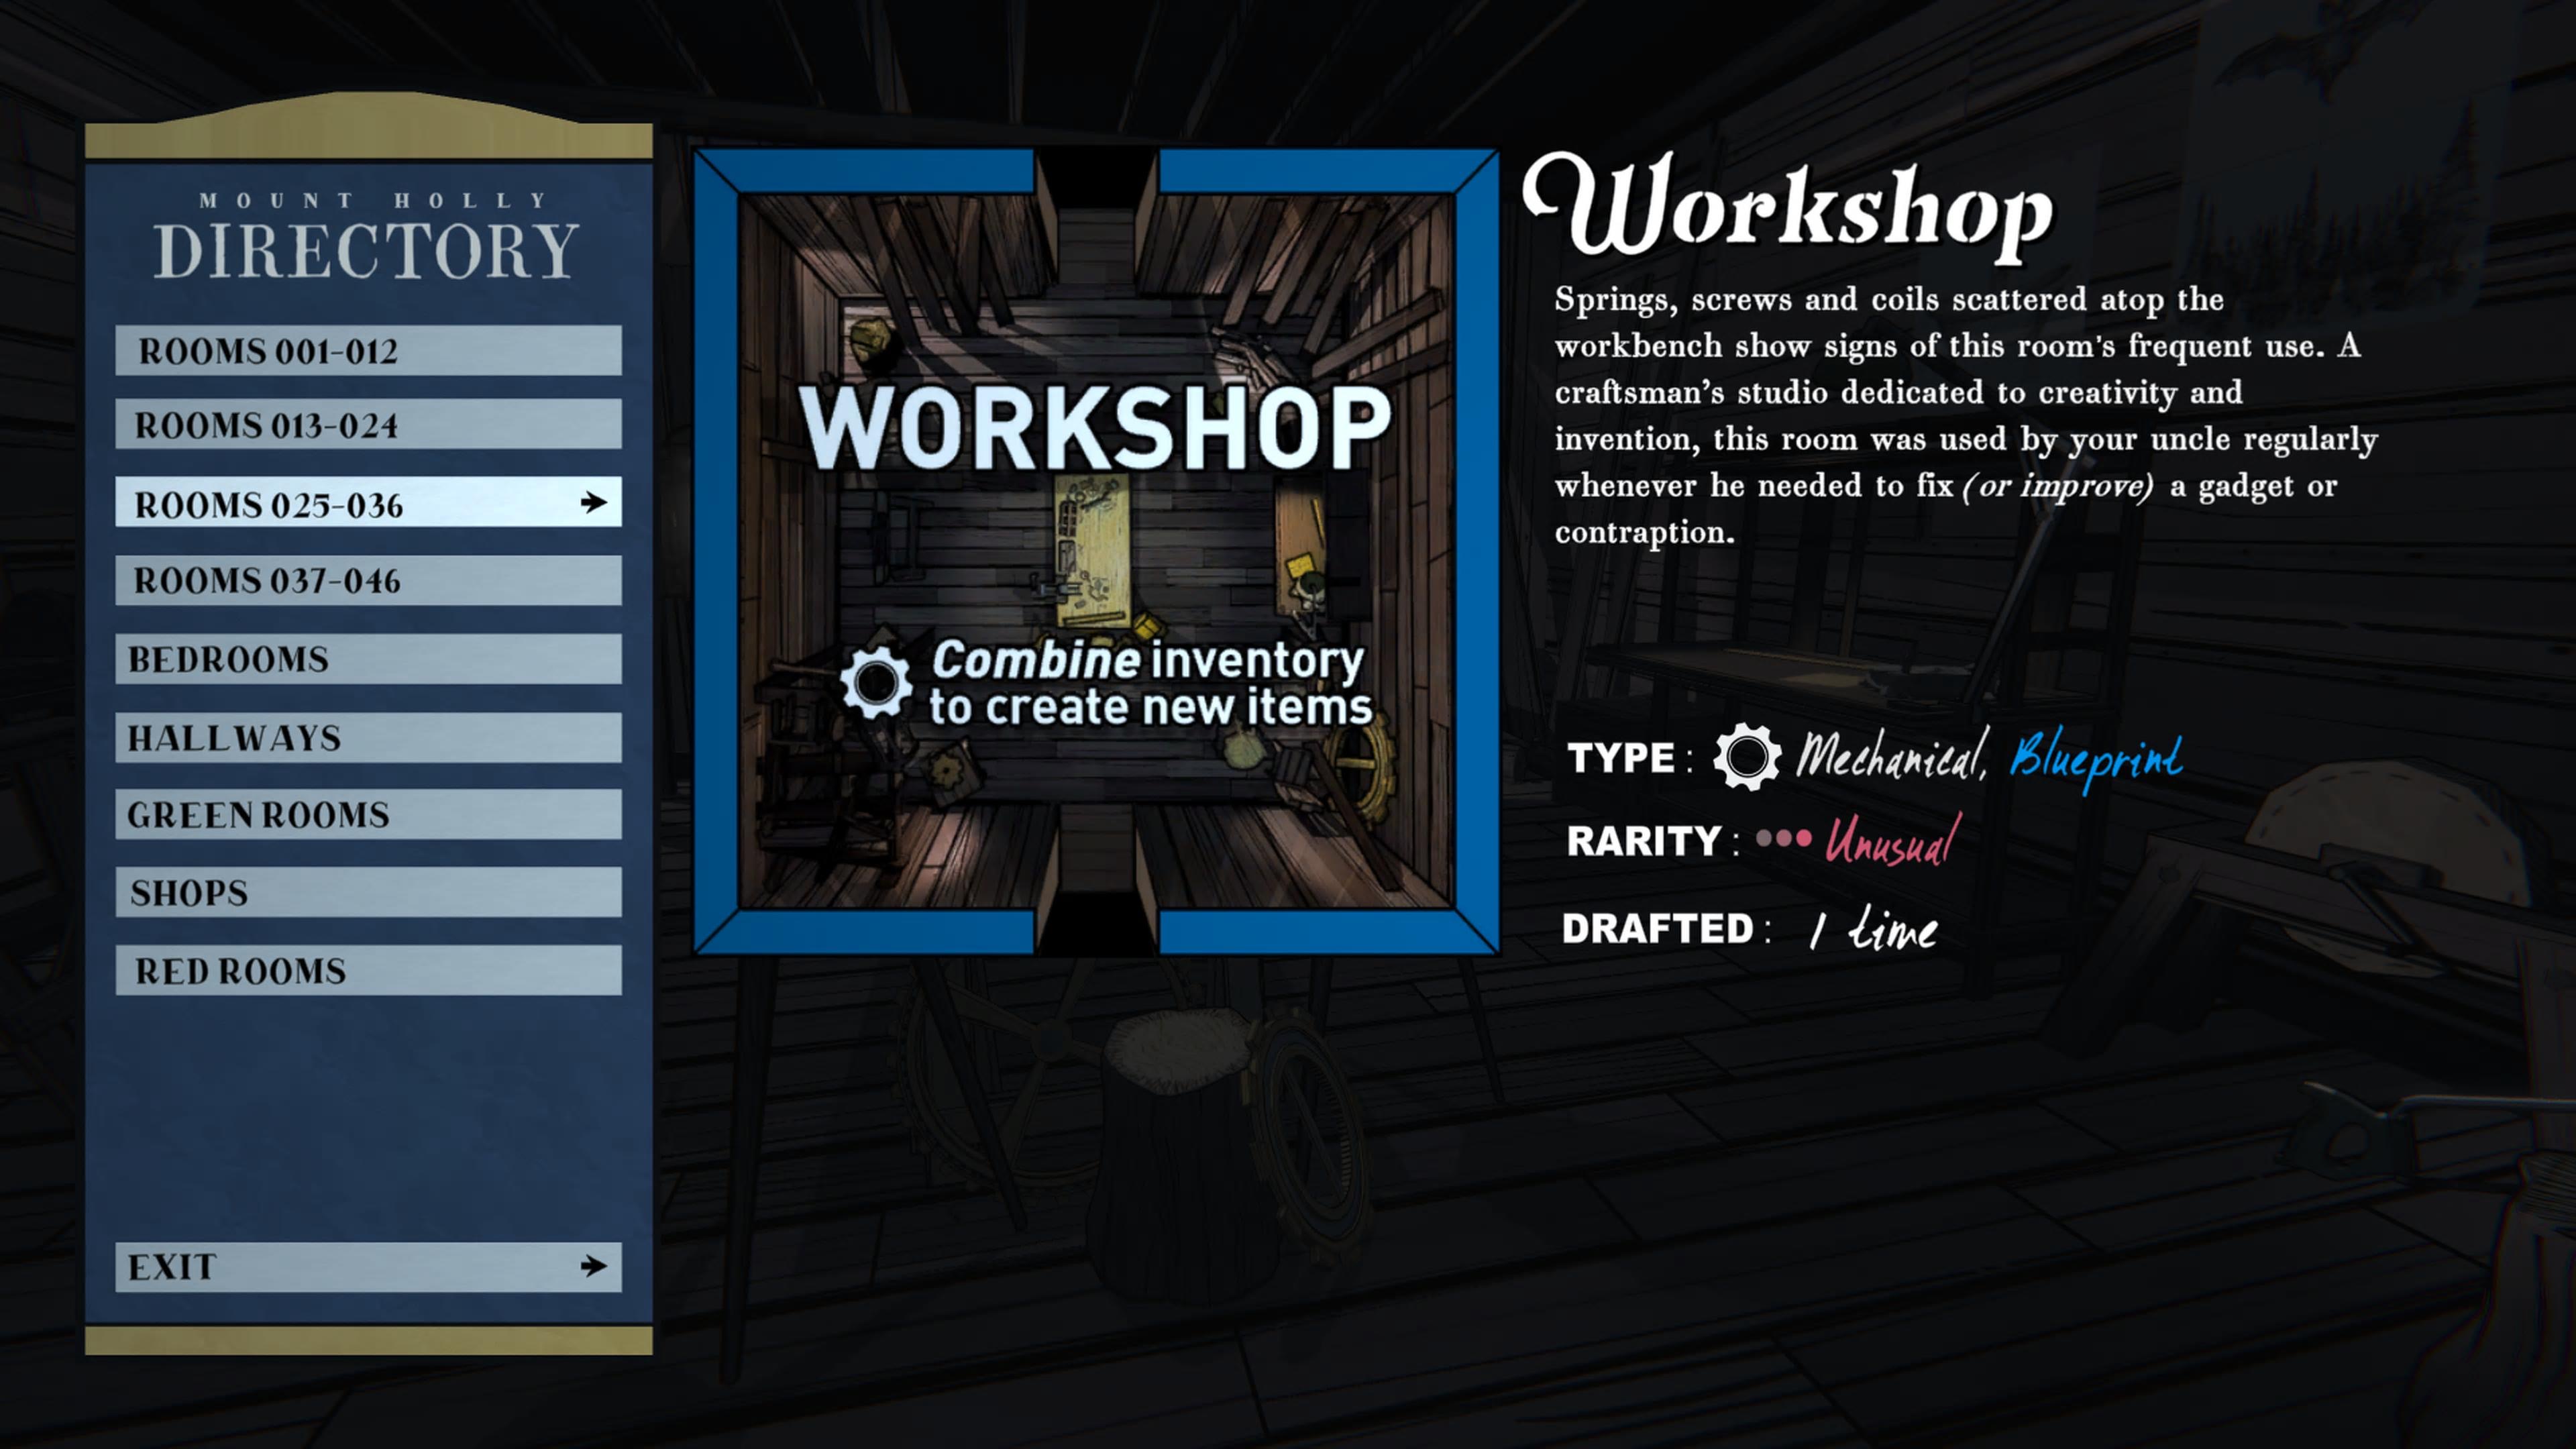 MOUNT HOLLY
DIRECTORY
ROOMS 001-012
ROOMS 013-024
ROOMS 025-036
ROOMS 037-046
BEDROOMS
HALLWAYS
GREEN ROOMS
SHOPS
RED ROOMS
EXIT
WORKSHOP
Combine inventory
to create new items
Workshop
Springs, screws and coils scattered atop the
workbench show signs of this room's frequent use. A
craftsman's studio dedicated to creativity and
invention, this room was used by your uncle regularly
whenever he needed to fix (or improve) a gadget or
contraption.
TYPE : Mechanical, Blueprint
RARITY : Unusual
DRAFTED : 1 time